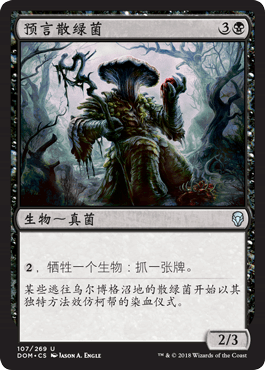 预言散绿菌 3
生物～真菌
2，牺牲一个生物：抓一张牌。
某些逃往乌尔博格沼地的散绿菌开始以其
独特方法效仿柯帮的染血仪式。
2/3
107/269 U
DOM • CS JASON A. ENGLE
™ & © 2018 Wizards of the Coast